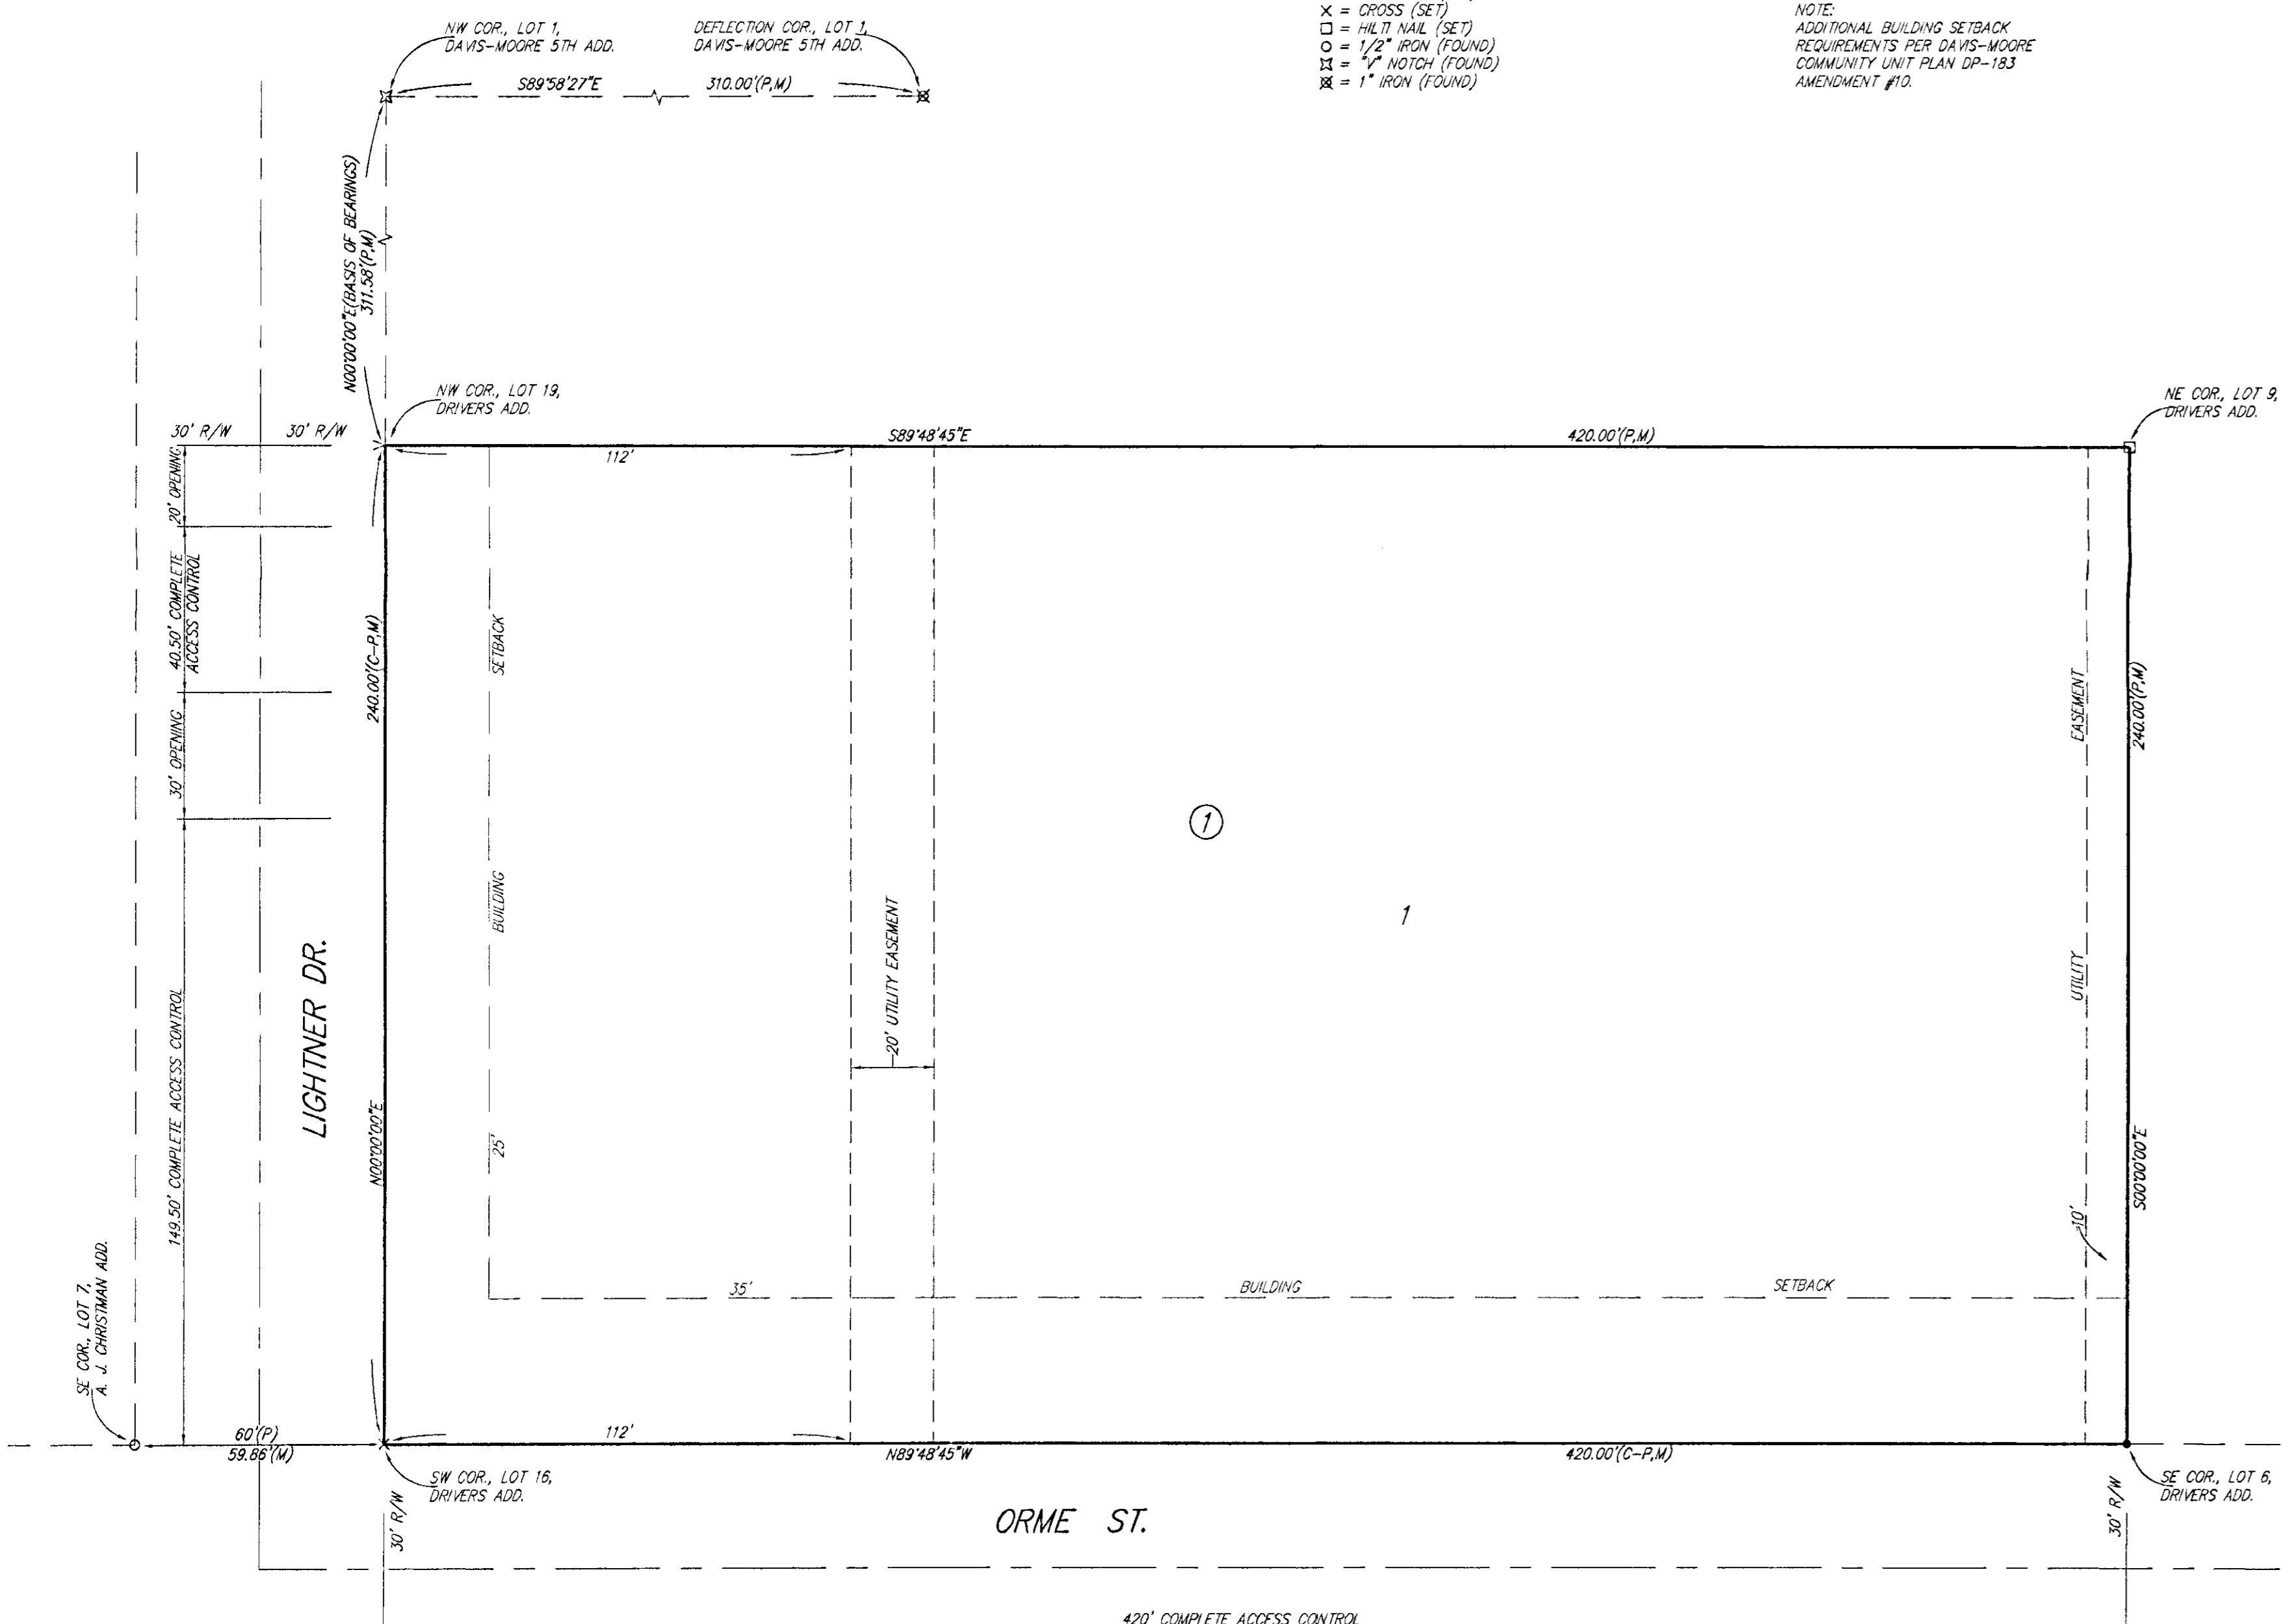 X = CROSS (SET)
□ = HILTI NAIL (SET)
O = 1/2" IRON (FOUND)
= "V" NOTCH (FOUND)
= 1" IRON (FOUND)
NOTE:
ADDITIONAL BUILDING SETBACK
REQUIREMENTS PER DAVIS-MOORE
COMMUNITY UNIT PLAN DP-183
AMENDMENT #10.
NW COR., LOT 1,
DAVIS-MOORE 5TH ADD.
DEFLECTION COR., LOT 1,
DAVIS-MOORE 5TH ADD.
S89°58'27"E
310.00'(P,M)
N00°00'00"E(BASIS OF BEARINGS)
311.58'(P,M)
NW COR., LOT 19,
DRIVERS ADD.
NE COR., LOT 9,
DRIVERS ADD.
30' R/W
30' R/W
112'
S89°48'45"E
420.00'(P,M)
20' OPENING
40.50' COMPLETE
ACCESS CONTROL
30' OPENING
149.50' COMPLETE ACCESS CONTROL
LIGHTNER DR.
240.00'(C-P,M)
N00°00'00"E
SETBACK
BUILDING
25'
20' UTILITY EASEMENT
1
1
EASEMENT
UTILITY
10'
240.00'(P,M)
S00°00'00"E
35'
BUILDING
SETBACK
SE COR., LOT 7,
A. J. CHRISTMAN ADD.
60'(P)
59.86'(M)
112'
N89°48'45"W
420.00'(C-P,M)
SW COR., LOT 16,
DRIVERS ADD.
SE COR., LOT 6,
DRIVERS ADD.
30' R/W
ORME ST.
30' R/W
420' COMPLETE ACCESS CONTROL